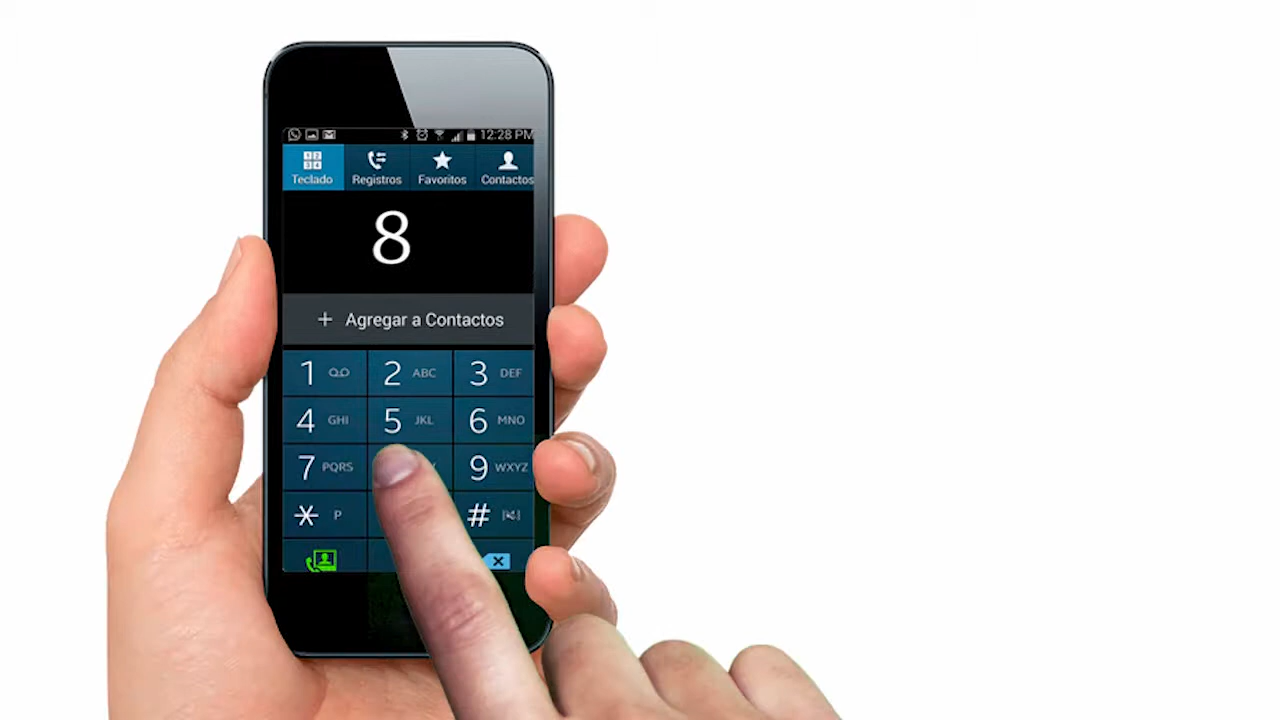 12:28 PM
Teclado Registros Favoritos Contactos
8
+ Agregar a Contactos
1 2 ABC 3 DEF
4 GHI 5 JKL 6 MNO
7 PQRS 9 WXYZ
* P #